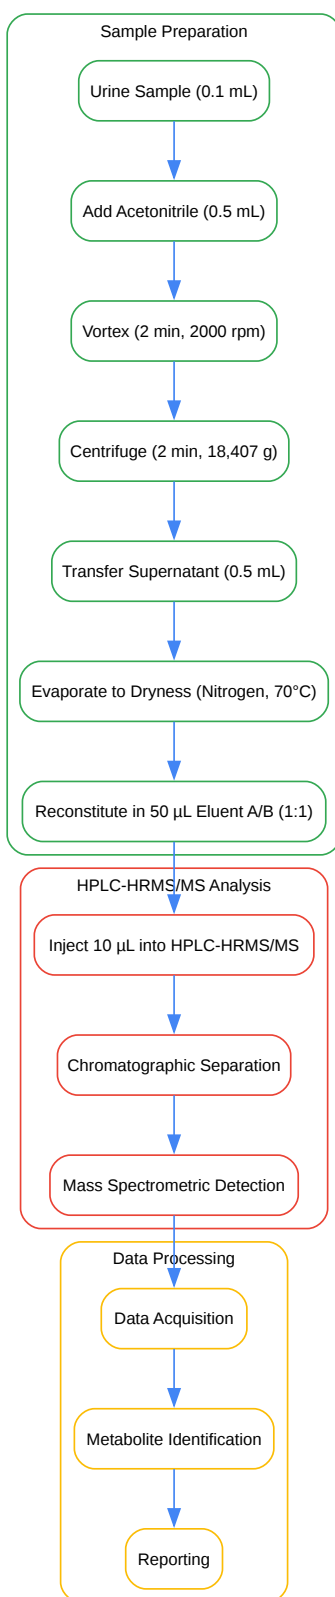 Sample Preparation
Urine Sample (0.1 mL)
Add Acetonitrile (0.5 mL)
Vortex (2 min, 2000 rpm)
Centrifuge (2 min, 18,407 g)
Transfer Supernatant (0.5 mL)
Evaporate to Dryness (Nitrogen, 70°C)
Reconstitute in 50 µL Eluent A/B (1:1)
HPLC-HRMS/MS Analysis
Inject 10 µL into HPLC-HRMS/MS
Chromatographic Separation
Mass Spectrometric Detection
Data Processing
Data Acquisition
Metabolite Identification
Reporting